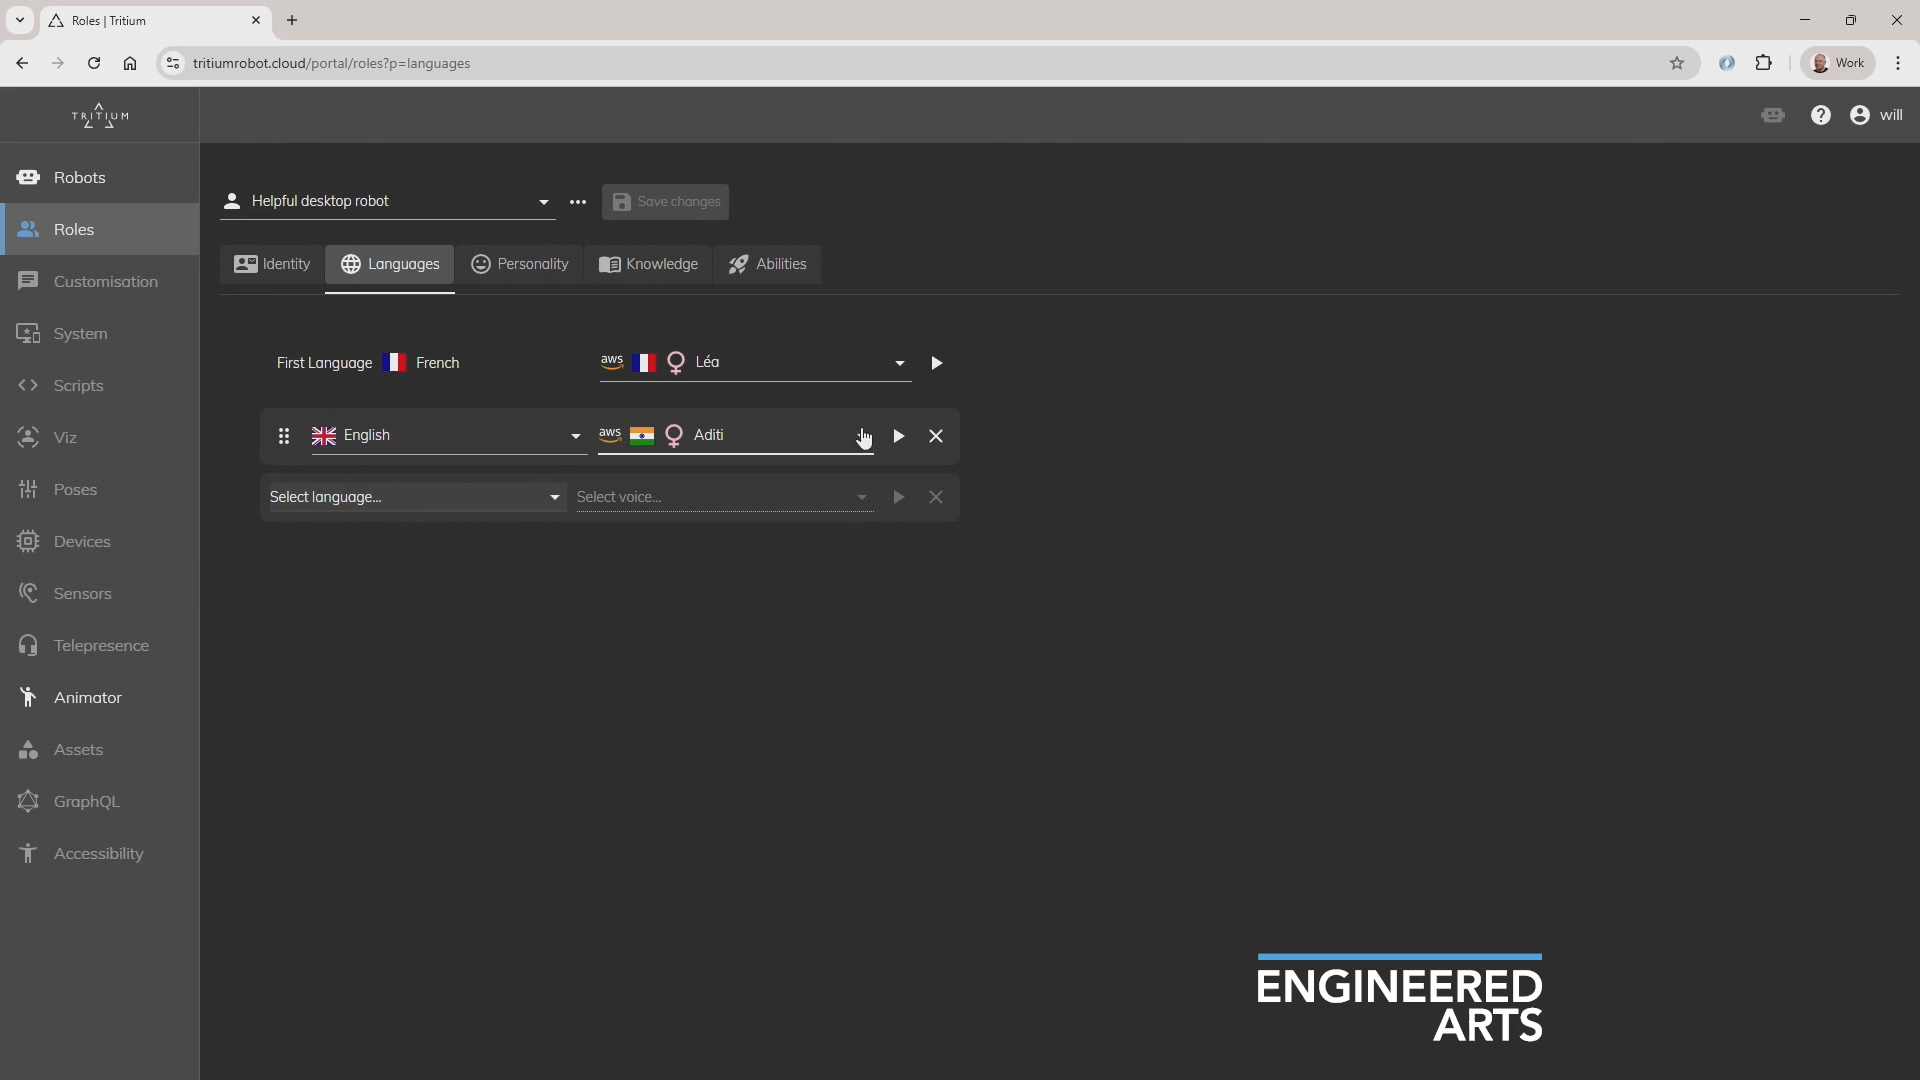 Roles | Tritium
tritiumrobot.cloud/portal/roles?p=languages
Work
TRITIUM
will
Robots
Roles
Customisation
System
Scripts
Viz
Poses
Devices
Sensors
Telepresence
Animator
Assets
GraphQL
Accessibility
Helpful desktop robot
Save changes
Identity
Languages
Personality
Knowledge
Abilities
First Language French
aws Léa
English
aws Aditi
Select language...
Select voice...
ENGINEERED
ARTS